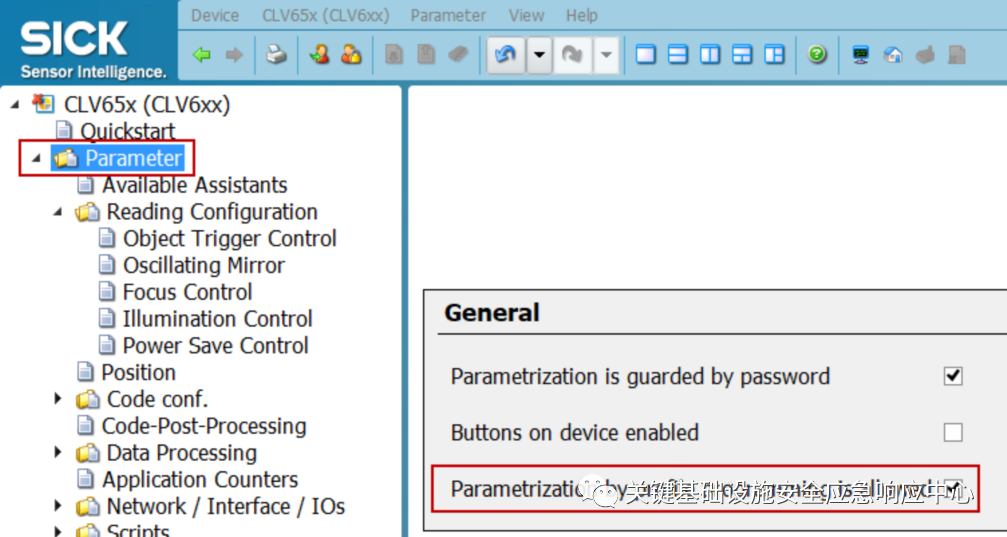 SICK
Sensor Intelligence.
Device CLV65x (CLV6xx) Parameter View Help
CLV65x (CLV6xx)
Quickstart
Parameter
Available Assistants
Reading Configuration
Object Trigger Control
Oscillating Mirror
Focus Control
Illumination Control
Power Save Control
Position
Code conf.
Code-Post-Processing
Data Processing
Application Counters
Network / Interface / IOs
Scripts
General
Parametrization is guarded by password
Buttons on device enabled
Parametrization by
关键基础设施安全应急响应中心